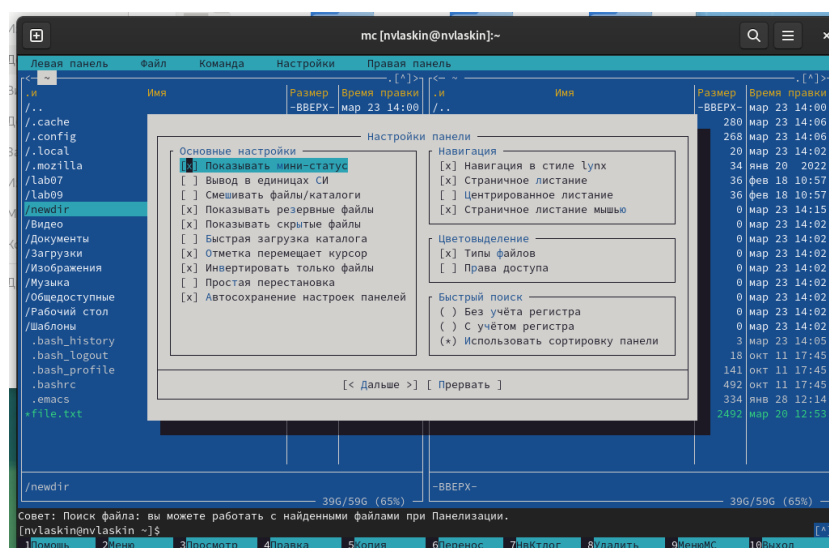 mc [nvlaskin@nvlaskin]:~
Левая панель Файл Команда Настройки Правая панель
<— ~ .[^]> <— ~ .[^]>
.и Имя Размер Время правки .и Имя Размер Время правки
/.. -ВВЕРХ- мар 23 14:00 /.. -ВВЕРХ- мар 23 14:00
/.cache 280 мар 23 14:06
/.config 268 мар 23 14:06
/.local 20 мар 23 14:02
/.mozilla 34 янв 20 2022
/lab07 36 фев 18 10:57
/lab09 36 фев 18 10:57
/newdir 0 мар 23 14:15
/Видео 0 мар 23 14:02
/Документы 0 мар 23 14:02
/Загрузки 0 мар 23 14:02
/Изображения 0 мар 23 14:02
/Музыка 0 мар 23 14:02
/Общедоступные 0 мар 23 14:02
/Рабочий стол 0 мар 23 14:02
/Шаблоны 0 мар 23 14:02
.bash_history 3 мар 23 14:05
.bash_logout 18 окт 11 17:45
.bash_profile 141 окт 11 17:45
.bashrc 492 окт 11 17:45
.emacs 334 янв 28 12:14
*file.txt 2492 мар 20 12:53
Настройки панели
Основные настройки
[x] Показывать мини-статус
[ ] Вывод в единицах СИ
[ ] Смешивать файлы/каталоги
[x] Показывать резервные файлы
[x] Показывать скрытые файлы
[ ] Быстрая загрузка каталога
[x] Отметка перемещает курсор
[x] Инвертировать только файлы
[ ] Простая перестановка
[x] Автосохранение настроек панелей
Навигация
[x] Навигация в стиле lynx
[x] Страничное листание
[ ] Центрированное листание
[x] Страничное листание мышью
Цветовыделение
[x] Типы файлов
[ ] Права доступа
Быстрый поиск
( ) Без учёта регистра
( ) С учётом регистра
(*) Использовать сортировку панели
[< Дальше >] [ Прервать ]
/newdir -ВВЕРХ-
39G/59G (65%) 39G/59G (65%)
Совет: Поиск файла: вы можете работать с найденными файлами при Панелизации.
[nvlaskin@nvlaskin ~]$ [^]
1Помощь 2Меню 3Просмотр 4Правка 5Копия 6Перенос 7НвКтлог 8Удалить 9МенюMC 10Выход